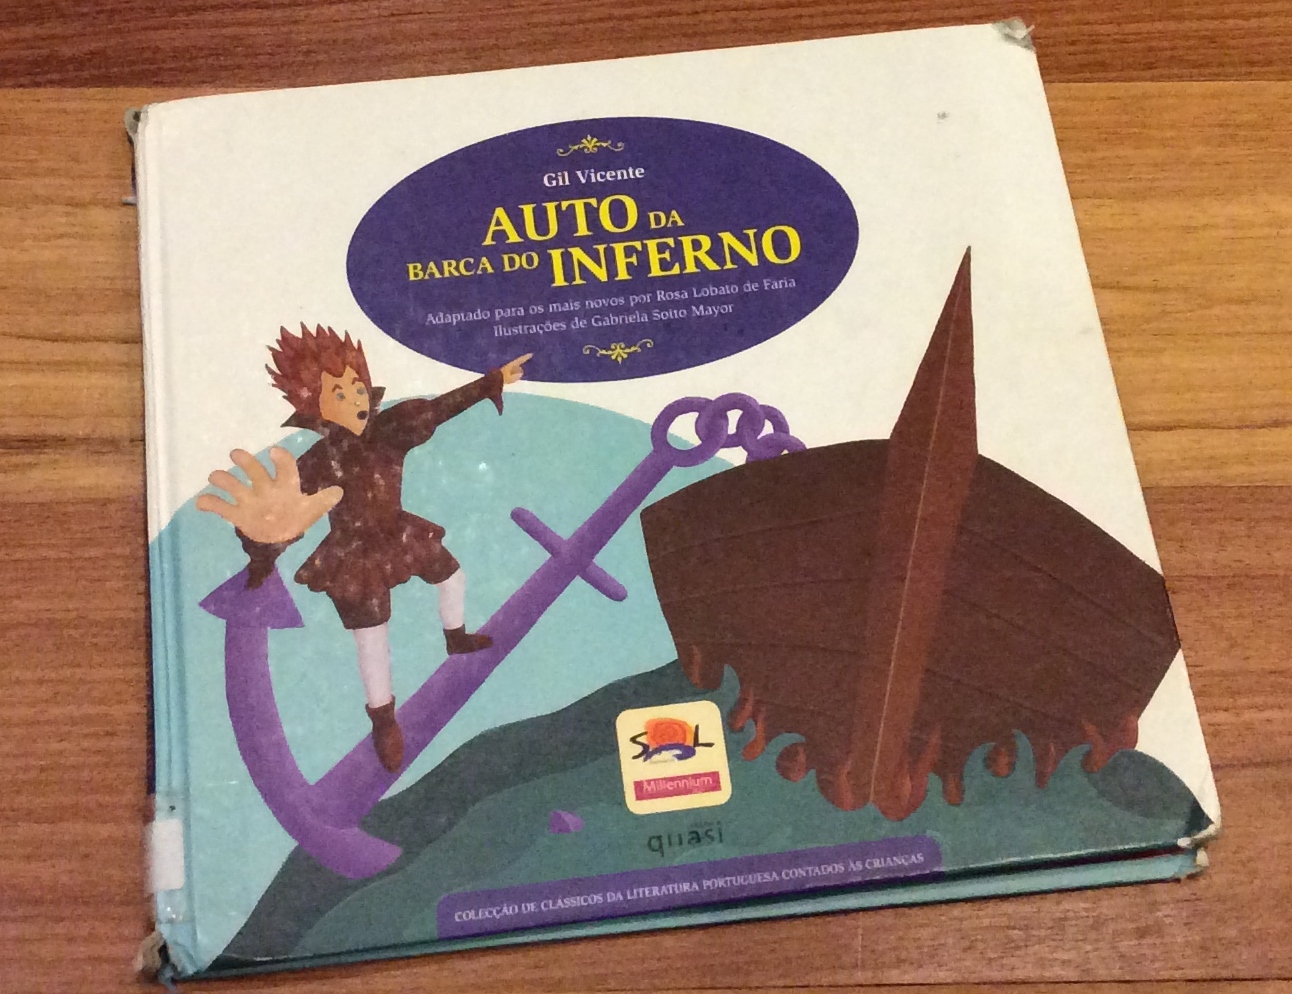 Gil Vicente
AUTO DA
BARCA DO INFERNO
Adaptado para os mais novos por Rosa Lobato de Faria
Ilustrações de Gabriela Sotto Mayor
SOL
Millennium
quasi
COLECÇÃO DE CLÁSSICOS DA LITERATURA PORTUGUESA CONTADOS ÀS CRIANÇAS